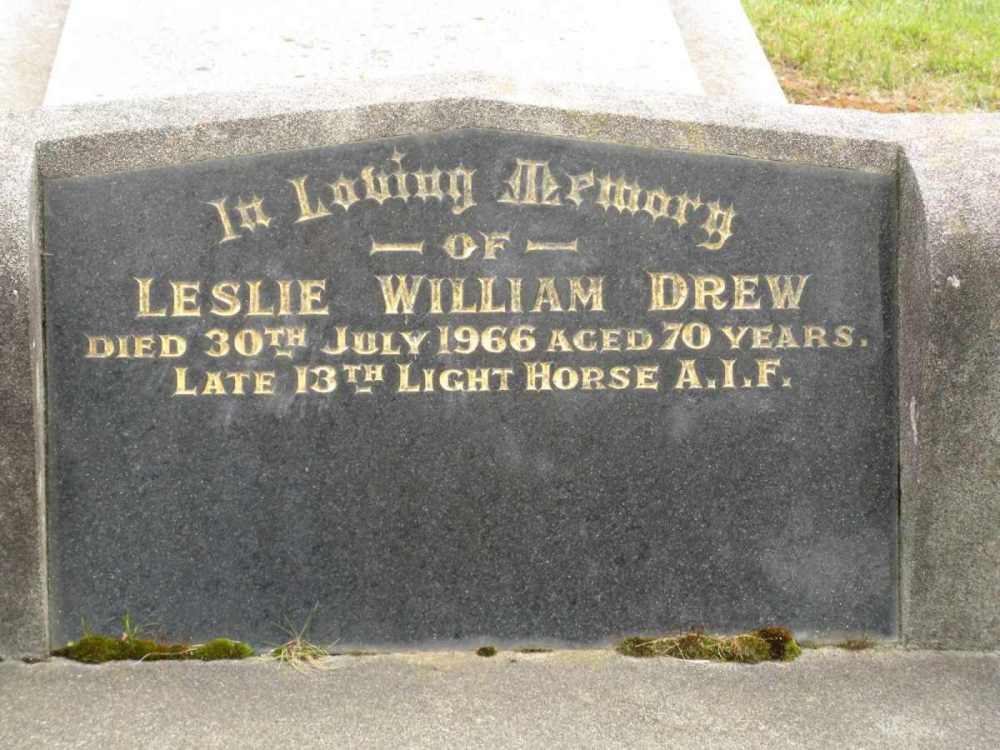 In Loving Memory
— OF —
LESLIE WILLIAM DREW
DIED 30TH JULY 1966 AGED 70 YEARS.
LATE 13TH LIGHT HORSE A.I.F.